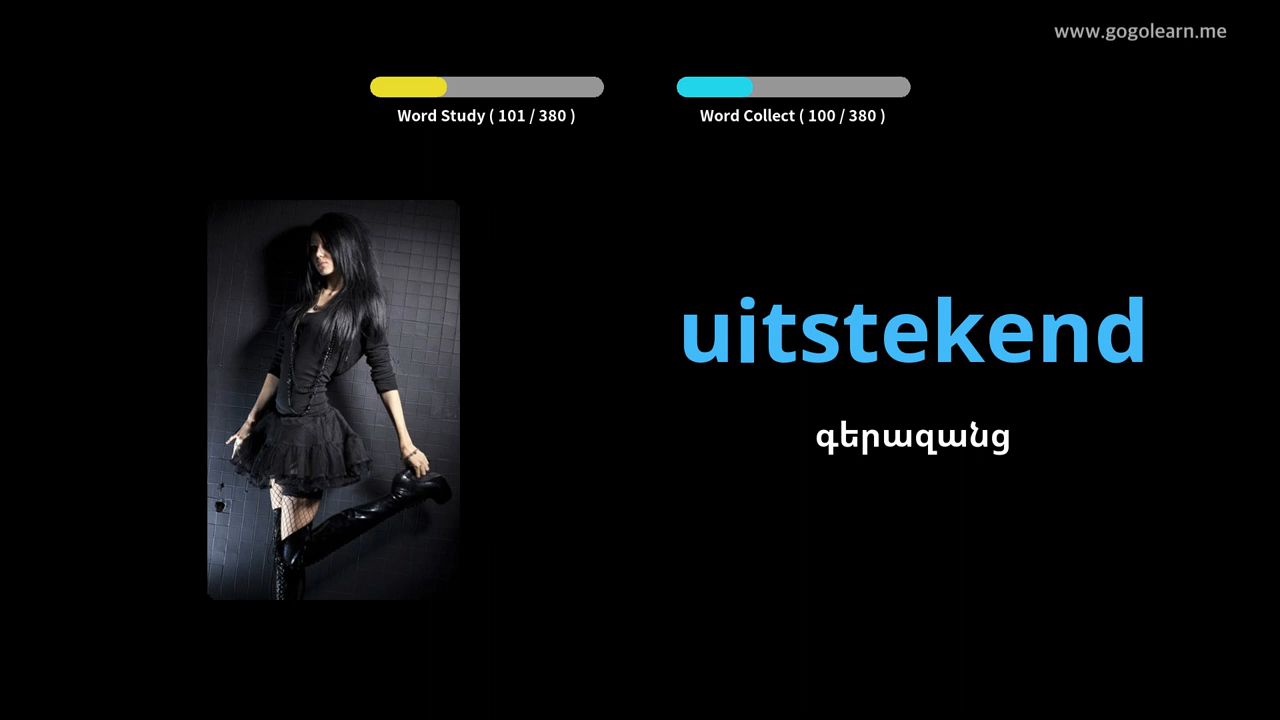 www.gogolearn.me
Word Study ( 101 / 380 )
Word Collect ( 100 / 380 )
uitstekend
գերազանց